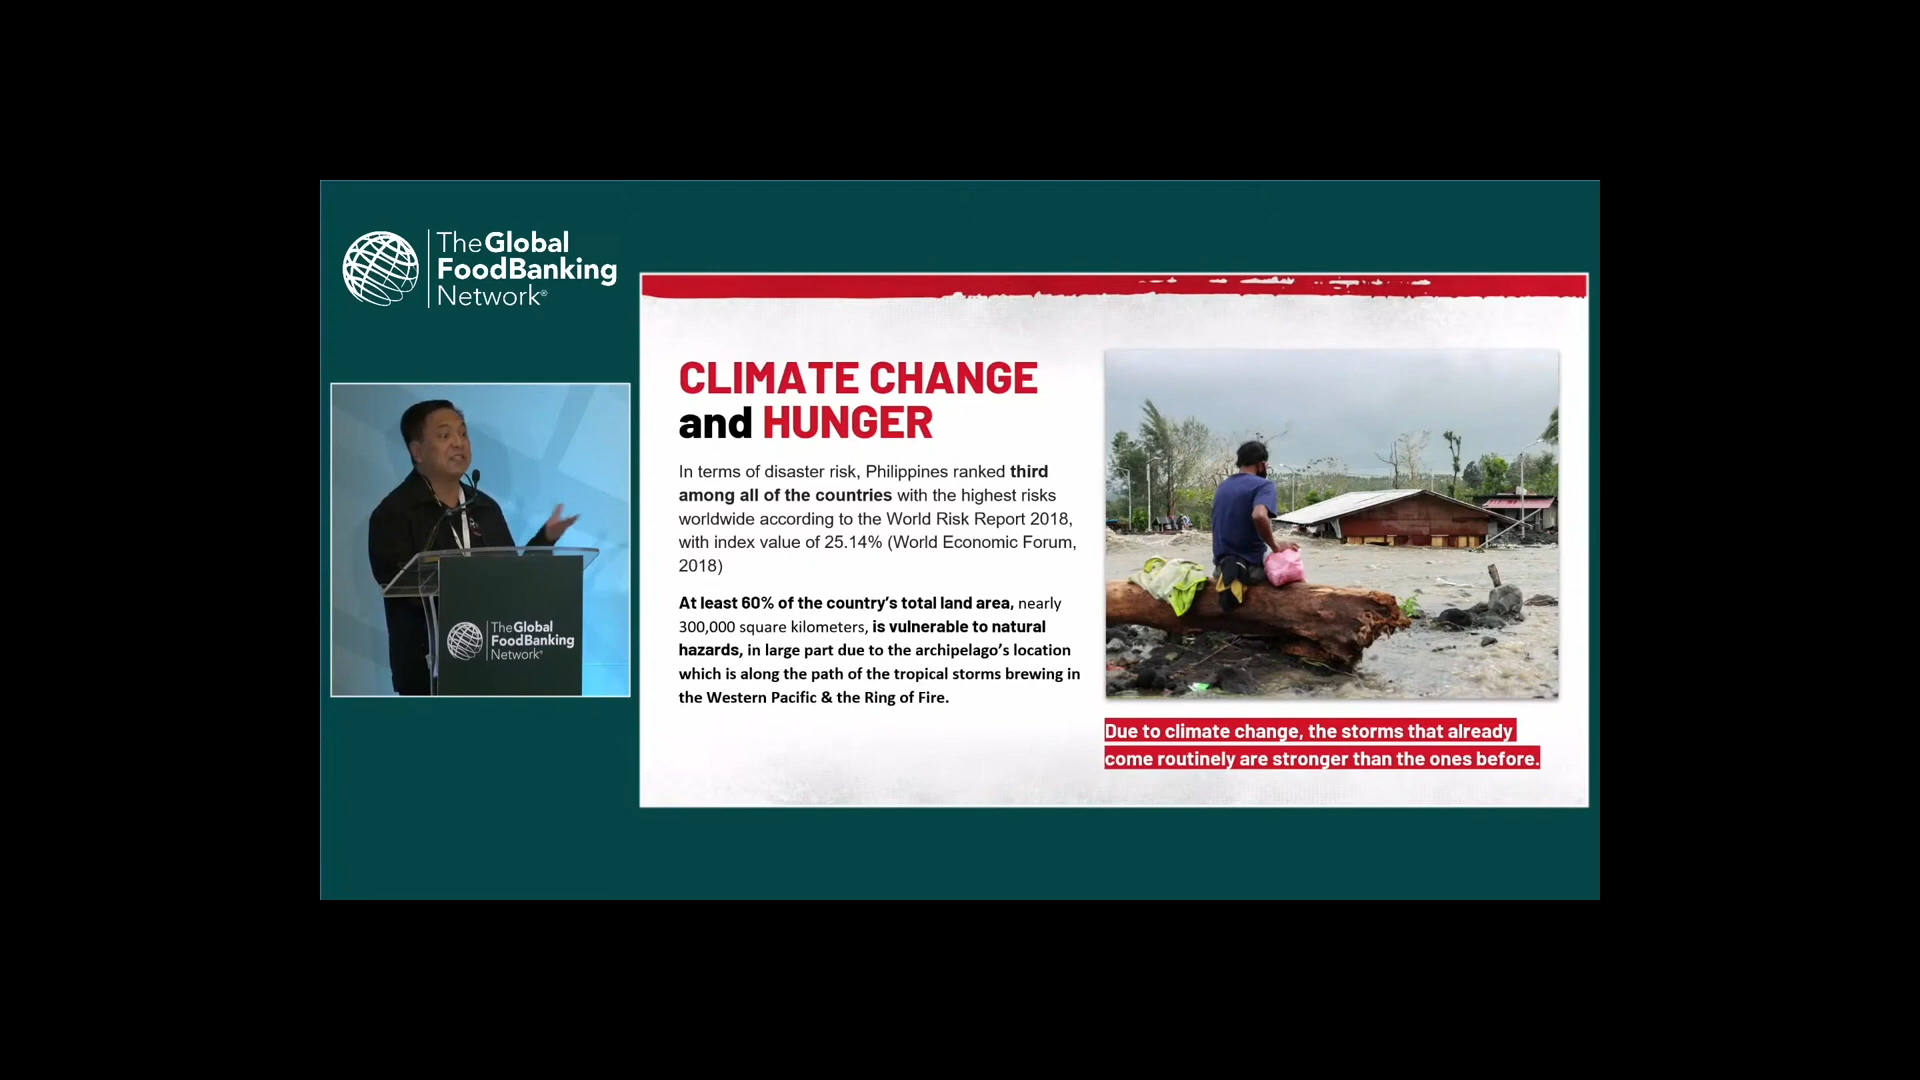 The Global
FoodBanking
Network®
CLIMATE CHANGE
and HUNGER
In terms of disaster risk, Philippines ranked third
among all of the countries with the highest risks
worldwide according to the World Risk Report 2018,
with index value of 25.14% (World Economic Forum,
2018)
At least 60% of the country’s total land area, nearly
300,000 square kilometers, is vulnerable to natural
hazards, in large part due to the archipelago’s location
which is along the path of the tropical storms brewing in
the Western Pacific & the Ring of Fire.
Due to climate change, the storms that already
come routinely are stronger than the ones before.
The Global
FoodBanking
Network®